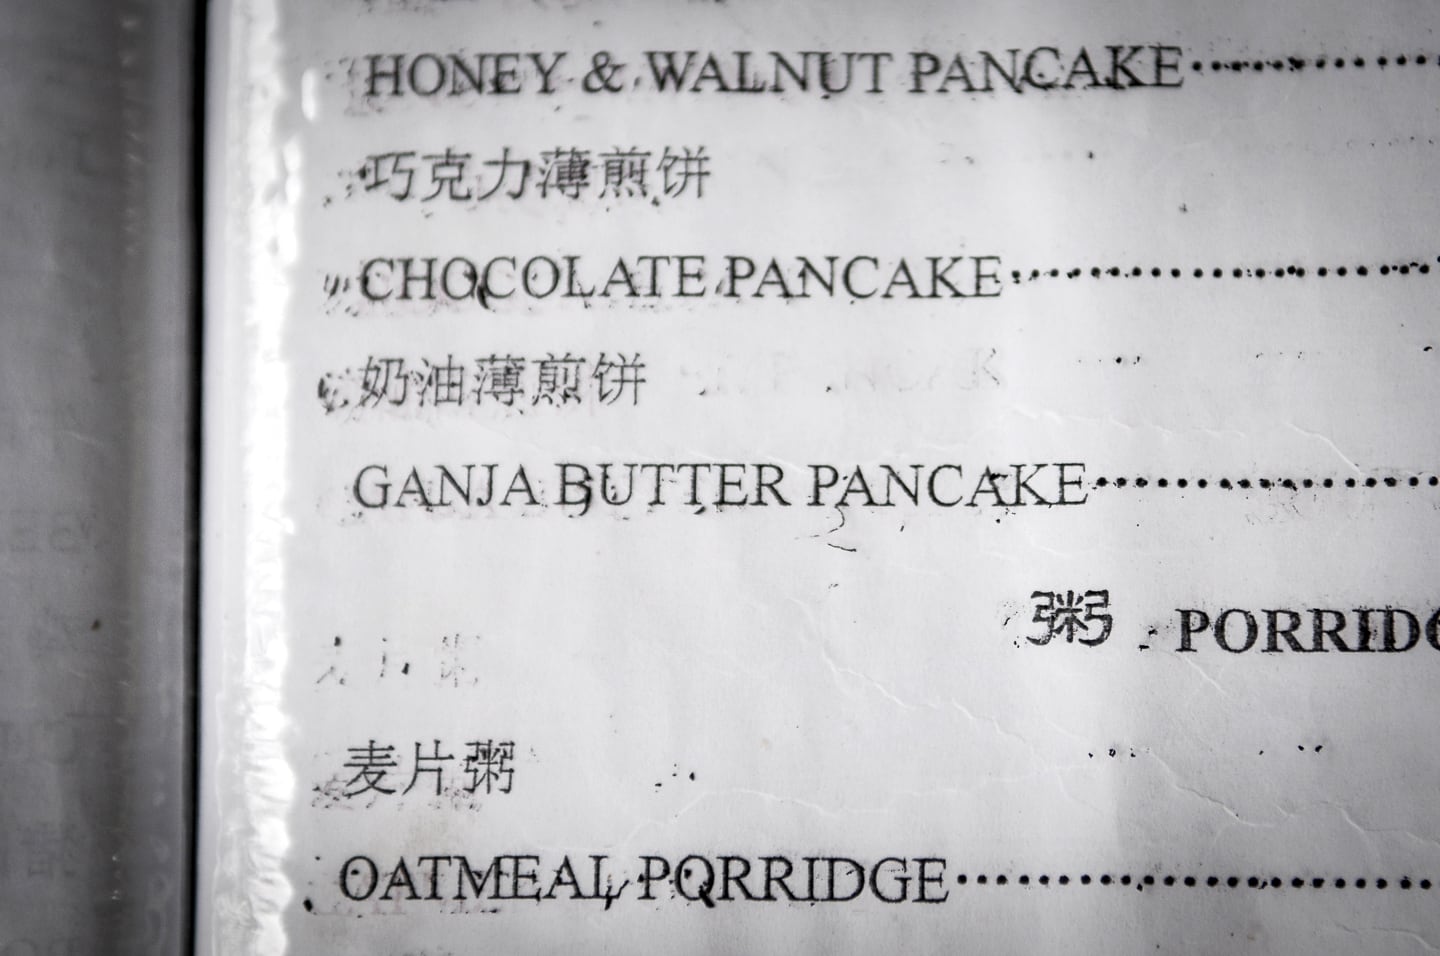 HONEY & WALNUT PANCAKE
巧克力薄煎饼
CHOCOLATE PANCAKE
奶油薄煎饼
GANJA BUTTER PANCAKE
粥 PORRIDG
麦片粥
OATMEAL PORRIDGE